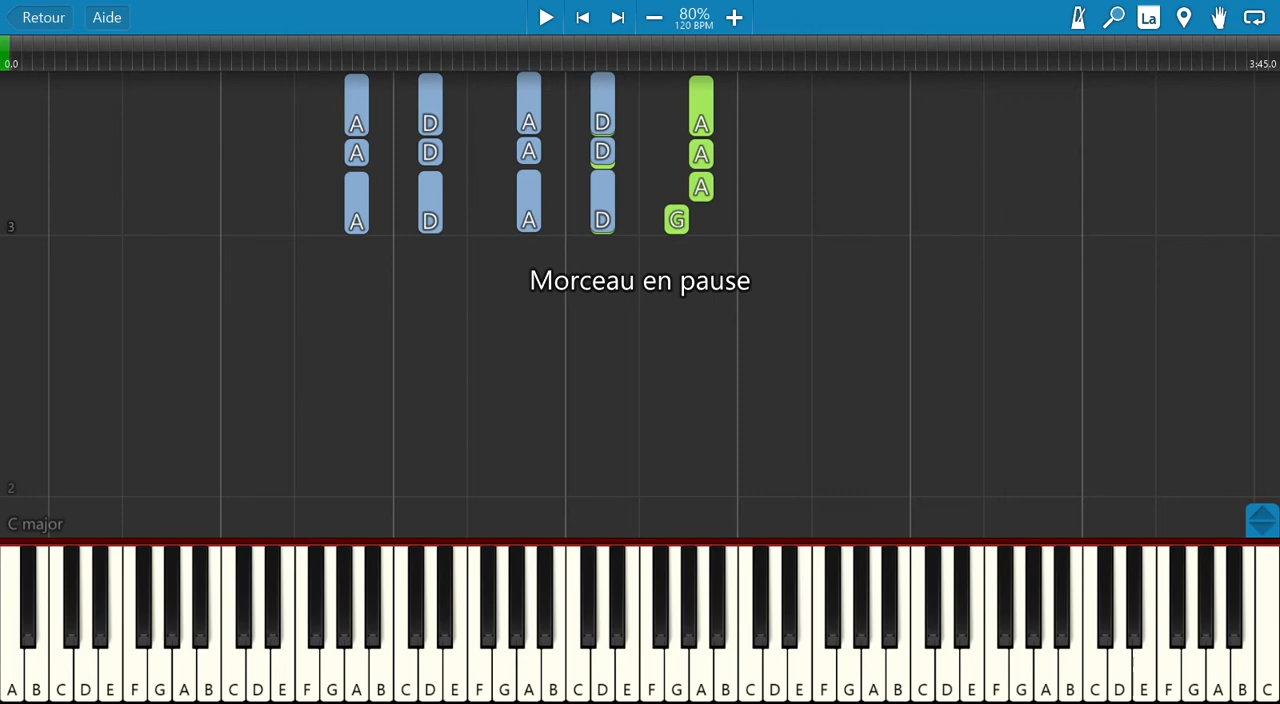 Retour Aide 80% La
120 BPM
0.0 3:45.0
A D A D A
A D A D A
A
A D A D G
3
Morceau en pause
2
C major
A B C D E F G A B C D E F G A B C D E F G A B C D E F G A B C D E F G A B C D E F G A B C D E F G A B C